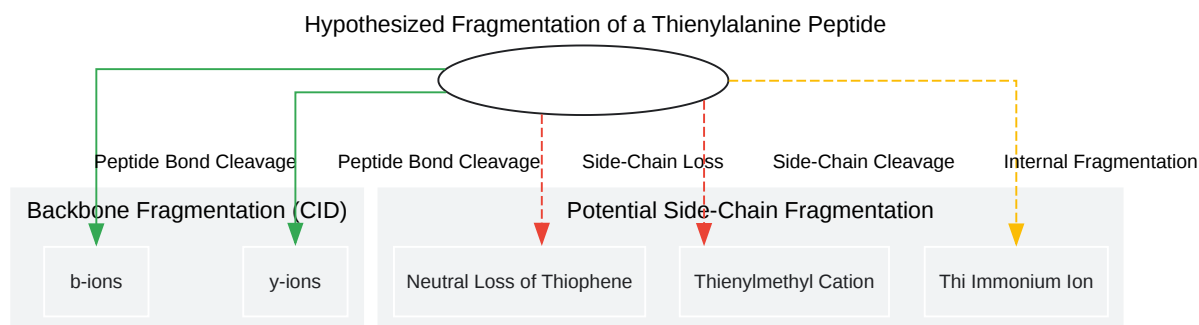 Hypothesized Fragmentation of a Thienylalanine Peptide
Peptide Bond Cleavage
Peptide Bond Cleavage
Side-Chain Loss
Side-Chain Cleavage
Internal Fragmentation
Backbone Fragmentation (CID)
Potential Side-Chain Fragmentation
b-ions
y-ions
Neutral Loss of Thiophene
Thienylmethyl Cation
Thi Immonium Ion